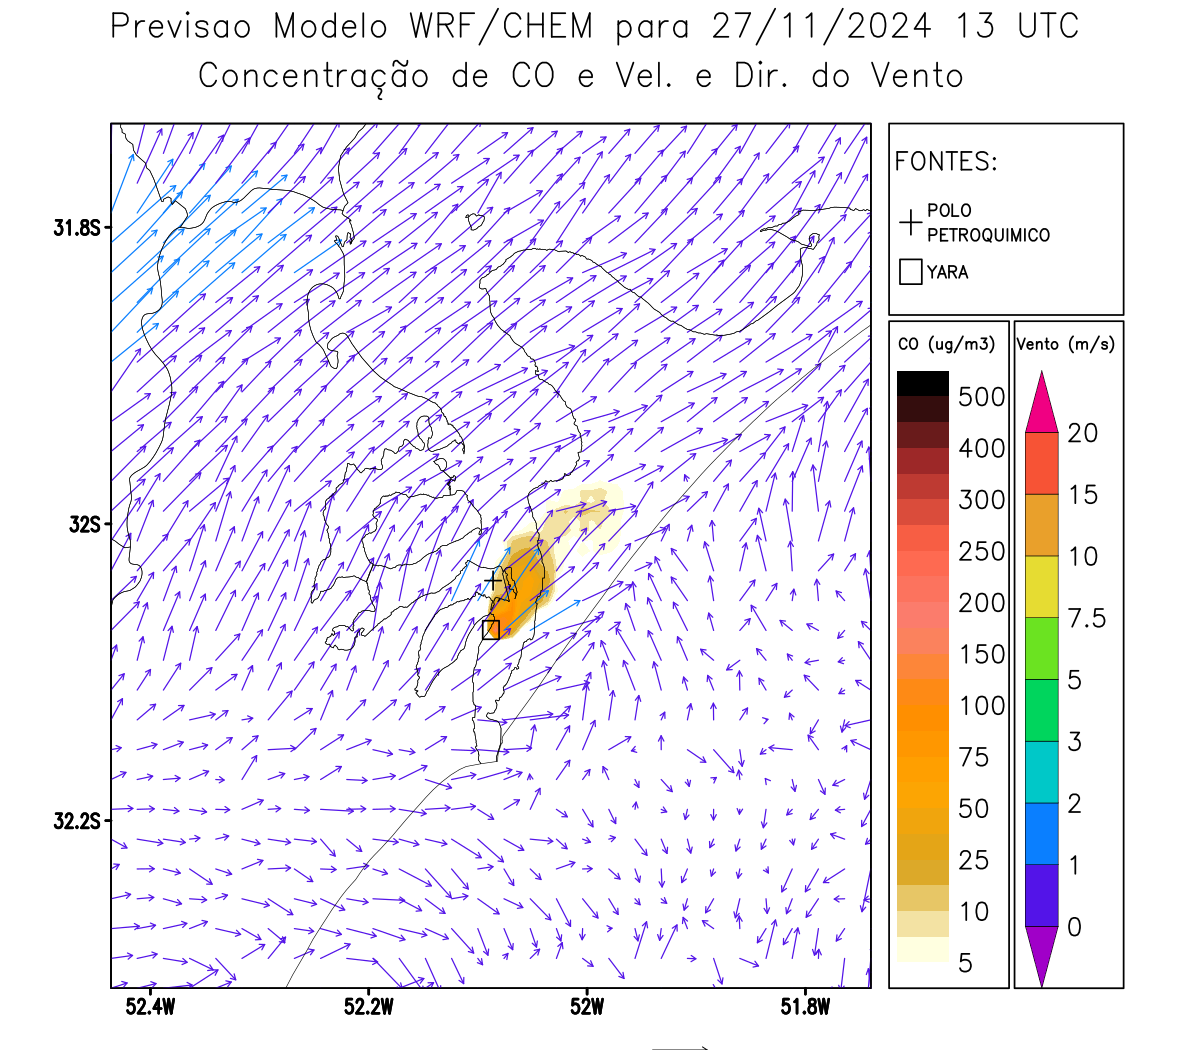 Previsao Modelo WRF/CHEM para 27/11/2024 13 UTC
Concentração de CO e Vel. e Dir. do Vento
FONTES:
POLO
PETROQUIMICO
YARA
31.8S
32S
32.2S
52.4W
52.2W
52W
51.8W
CO (ug/m3)
500
400
300
250
200
150
100
75
50
25
10
5
Vento (m/s)
20
15
10
7.5
5
3
2
1
0